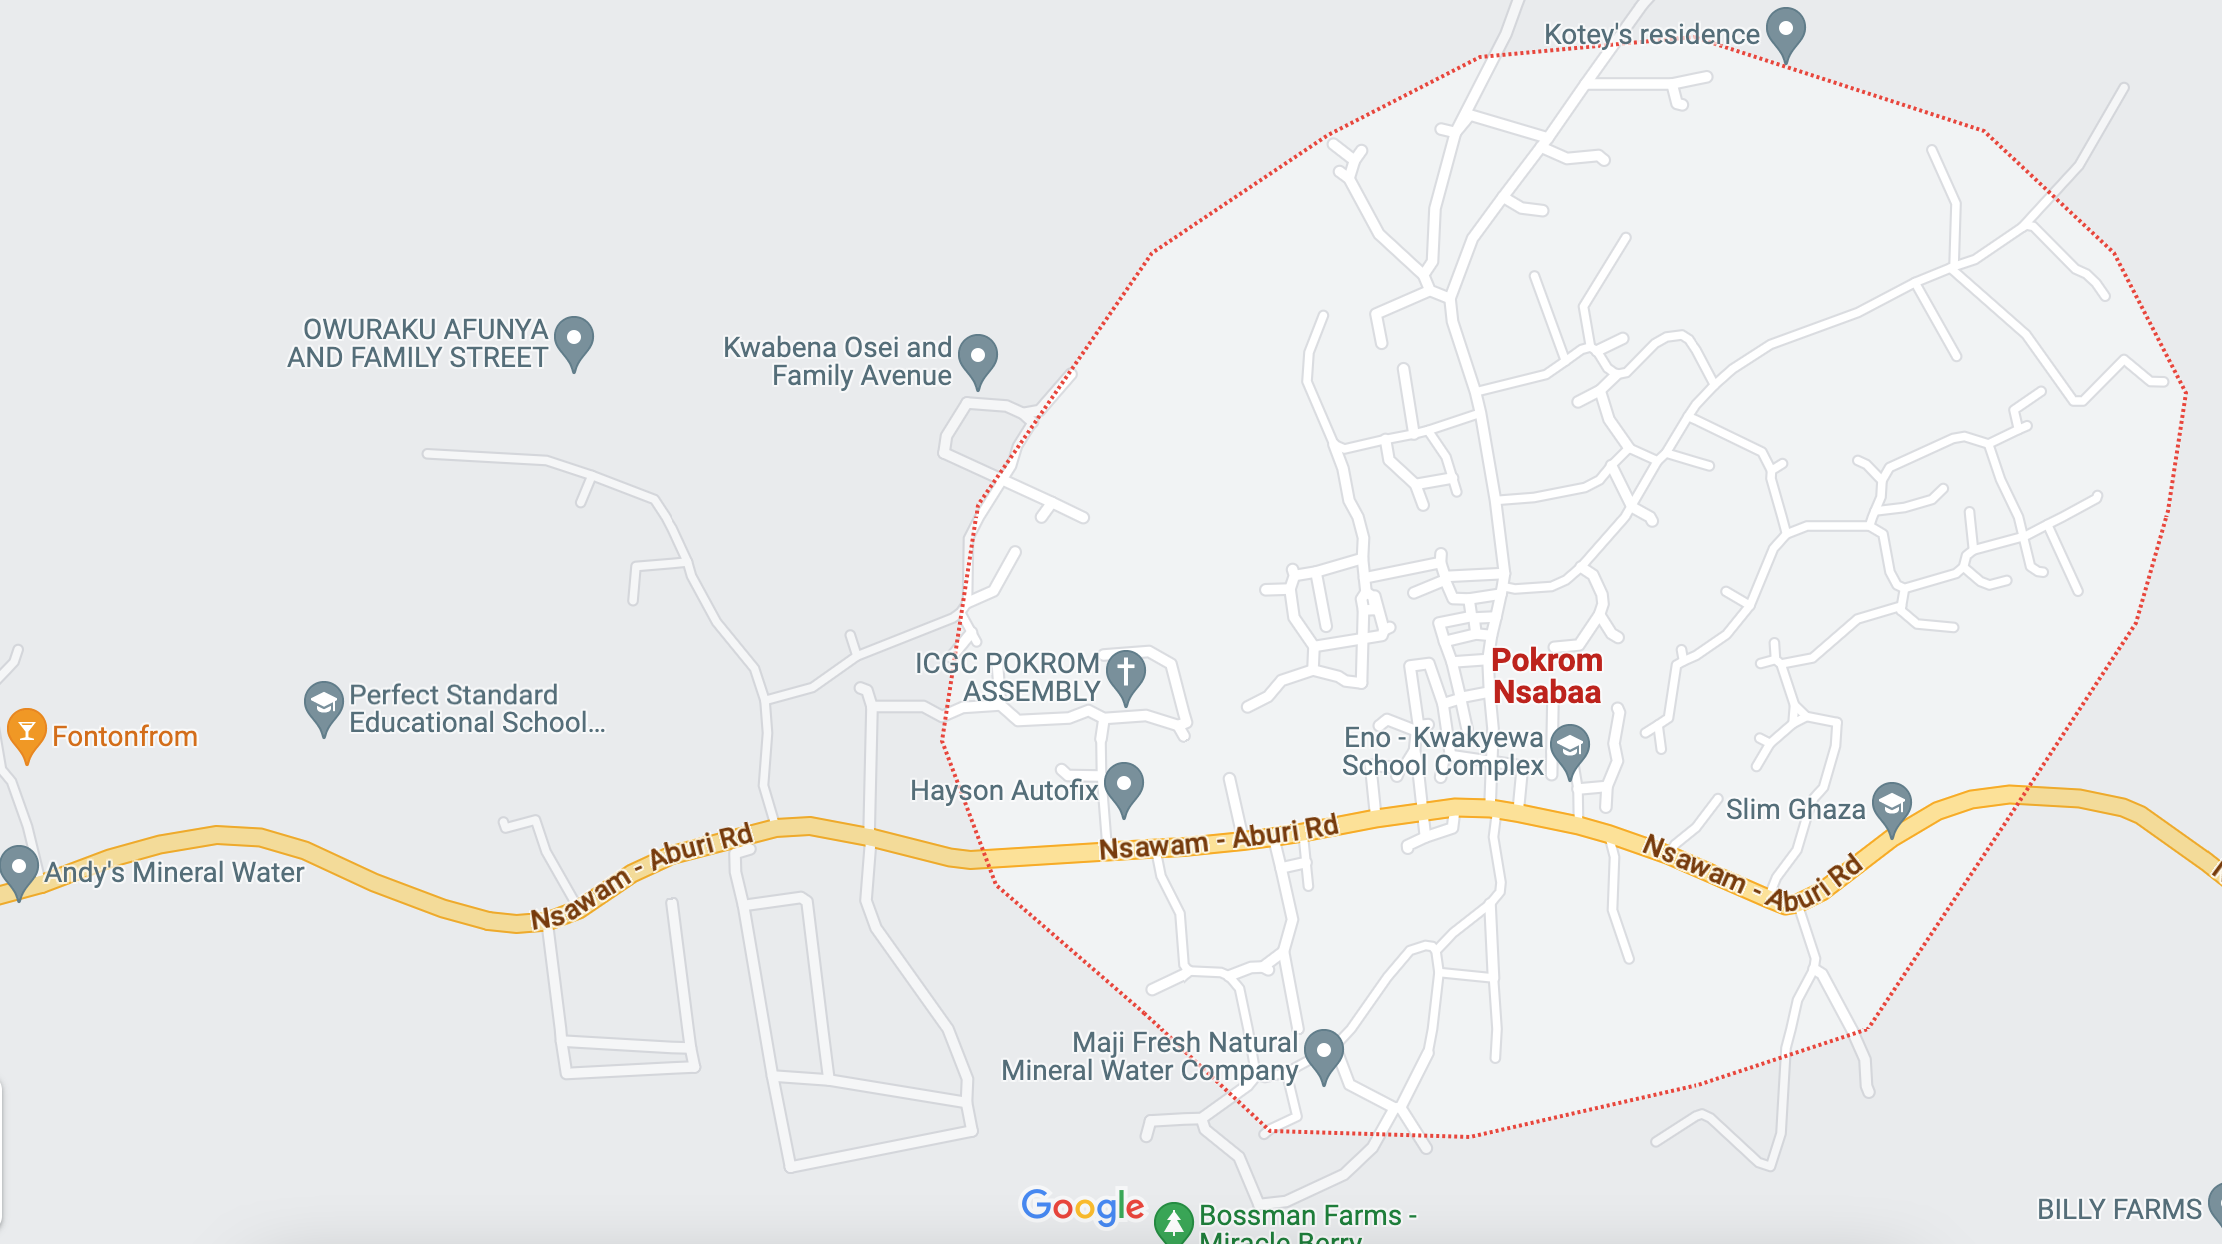 Kotey's residence
OWURAKU AFUNYA
AND FAMILY STREET
Kwabena Osei and
Family Avenue
ICGC POKROM
ASSEMBLY
Pokrom
Nsabaa
Perfect Standard
Educational School...
Fontonfrom
Eno - Kwakyewa
School Complex
Hayson Autofix
Slim Ghaza
Nsawam - Aburi Rd
Nsawam - Aburi Rd
Nsawam - Aburi Rd
Andy's Mineral Water
Maji Fresh Natural
Mineral Water Company
Google
Bossman Farms -
Miracle Berry
BILLY FARMS